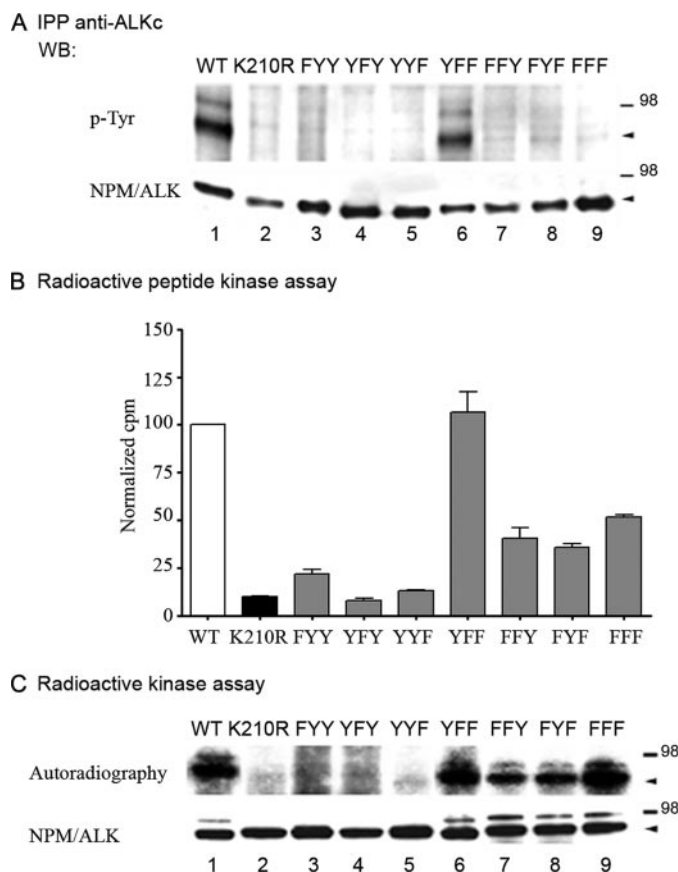 A IPP anti-ALKc
WB:
WT K210R FYY YFY YYF YFF FFY FYF FFF
p-Tyr
98
98
NPM/ALK
1 2 3 4 5 6 7 8 9
B Radioactive peptide kinase assay
Normalized cpm
150
125
100
75
50
25
0
WT K210R FYY YFY YYF YFF FFY FYF FFF
C Radioactive kinase assay
WT K210R FYY YFY YYF YFF FFY FYF FFF
98
Autoradiography
98
NPM/ALK
1 2 3 4 5 6 7 8 9